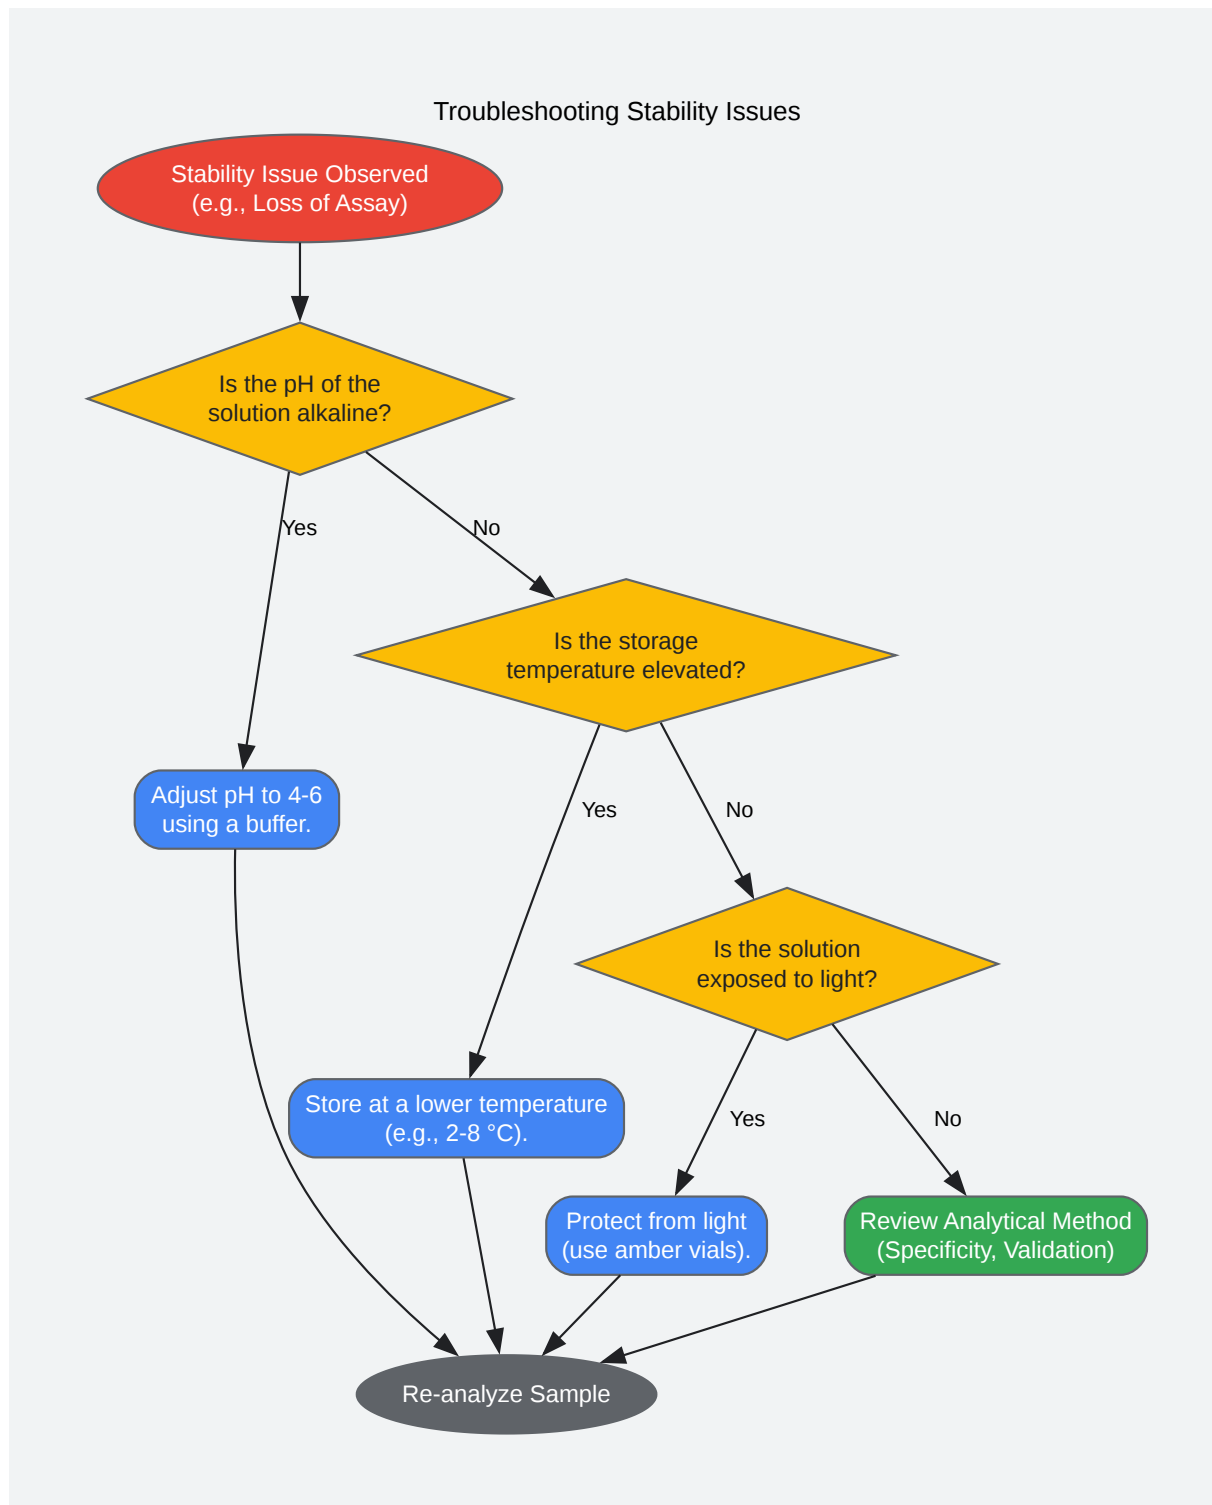 Troubleshooting Stability Issues
Stability Issue Observed
(e.g., Loss of Assay)
Is the pH of the
solution alkaline?
Yes
No
Is the storage
temperature elevated?
Adjust pH to 4-6
using a buffer.
Yes
No
Is the solution
exposed to light?
Store at a lower temperature
(e.g., 2-8 °C).
Yes
No
Protect from light
(use amber vials).
Review Analytical Method
(Specificity, Validation)
Re-analyze Sample